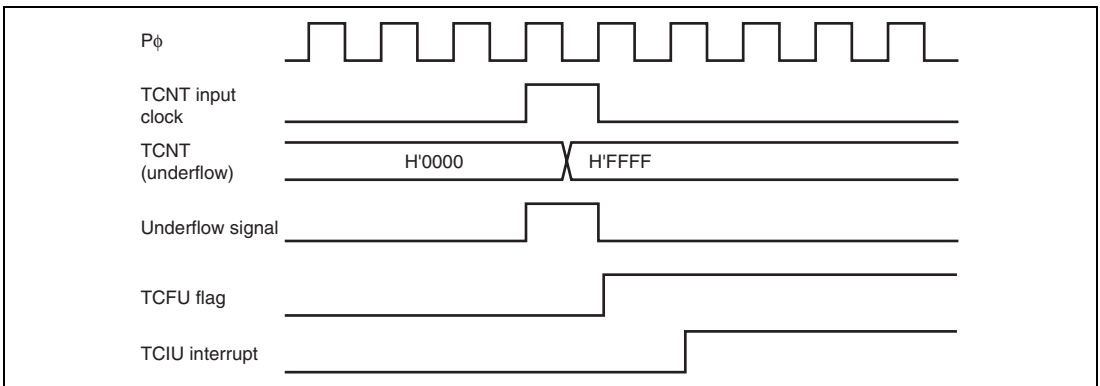 Pϕ
TCNT input
clock
TCNT
(underflow)
H'0000
H'FFFF
Underflow signal
TCFU flag
TCIU interrupt